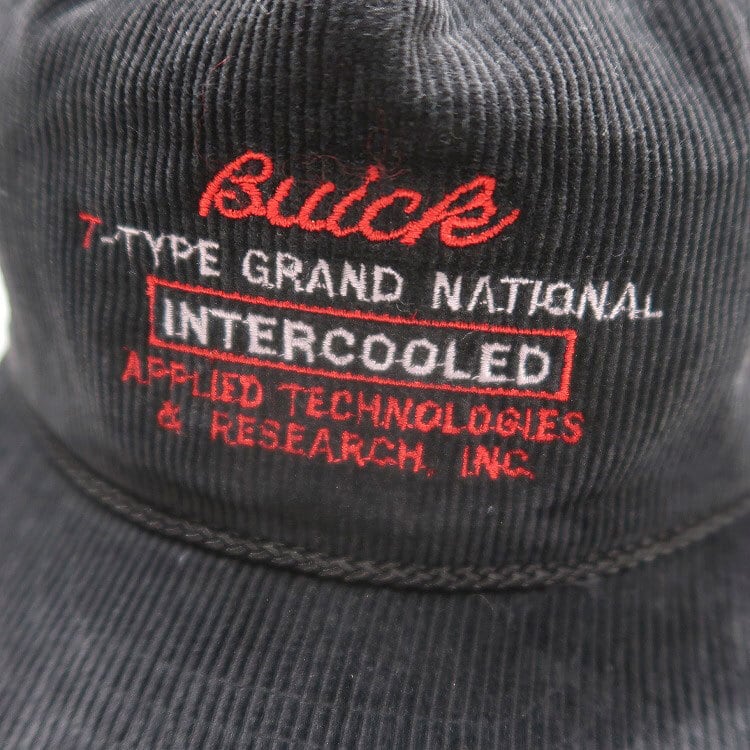 Buick
T-TYPE GRAND NATIONAL
INTERCOOLED
APPLIED TECHNOLOGIES
& RESEARCH, INC